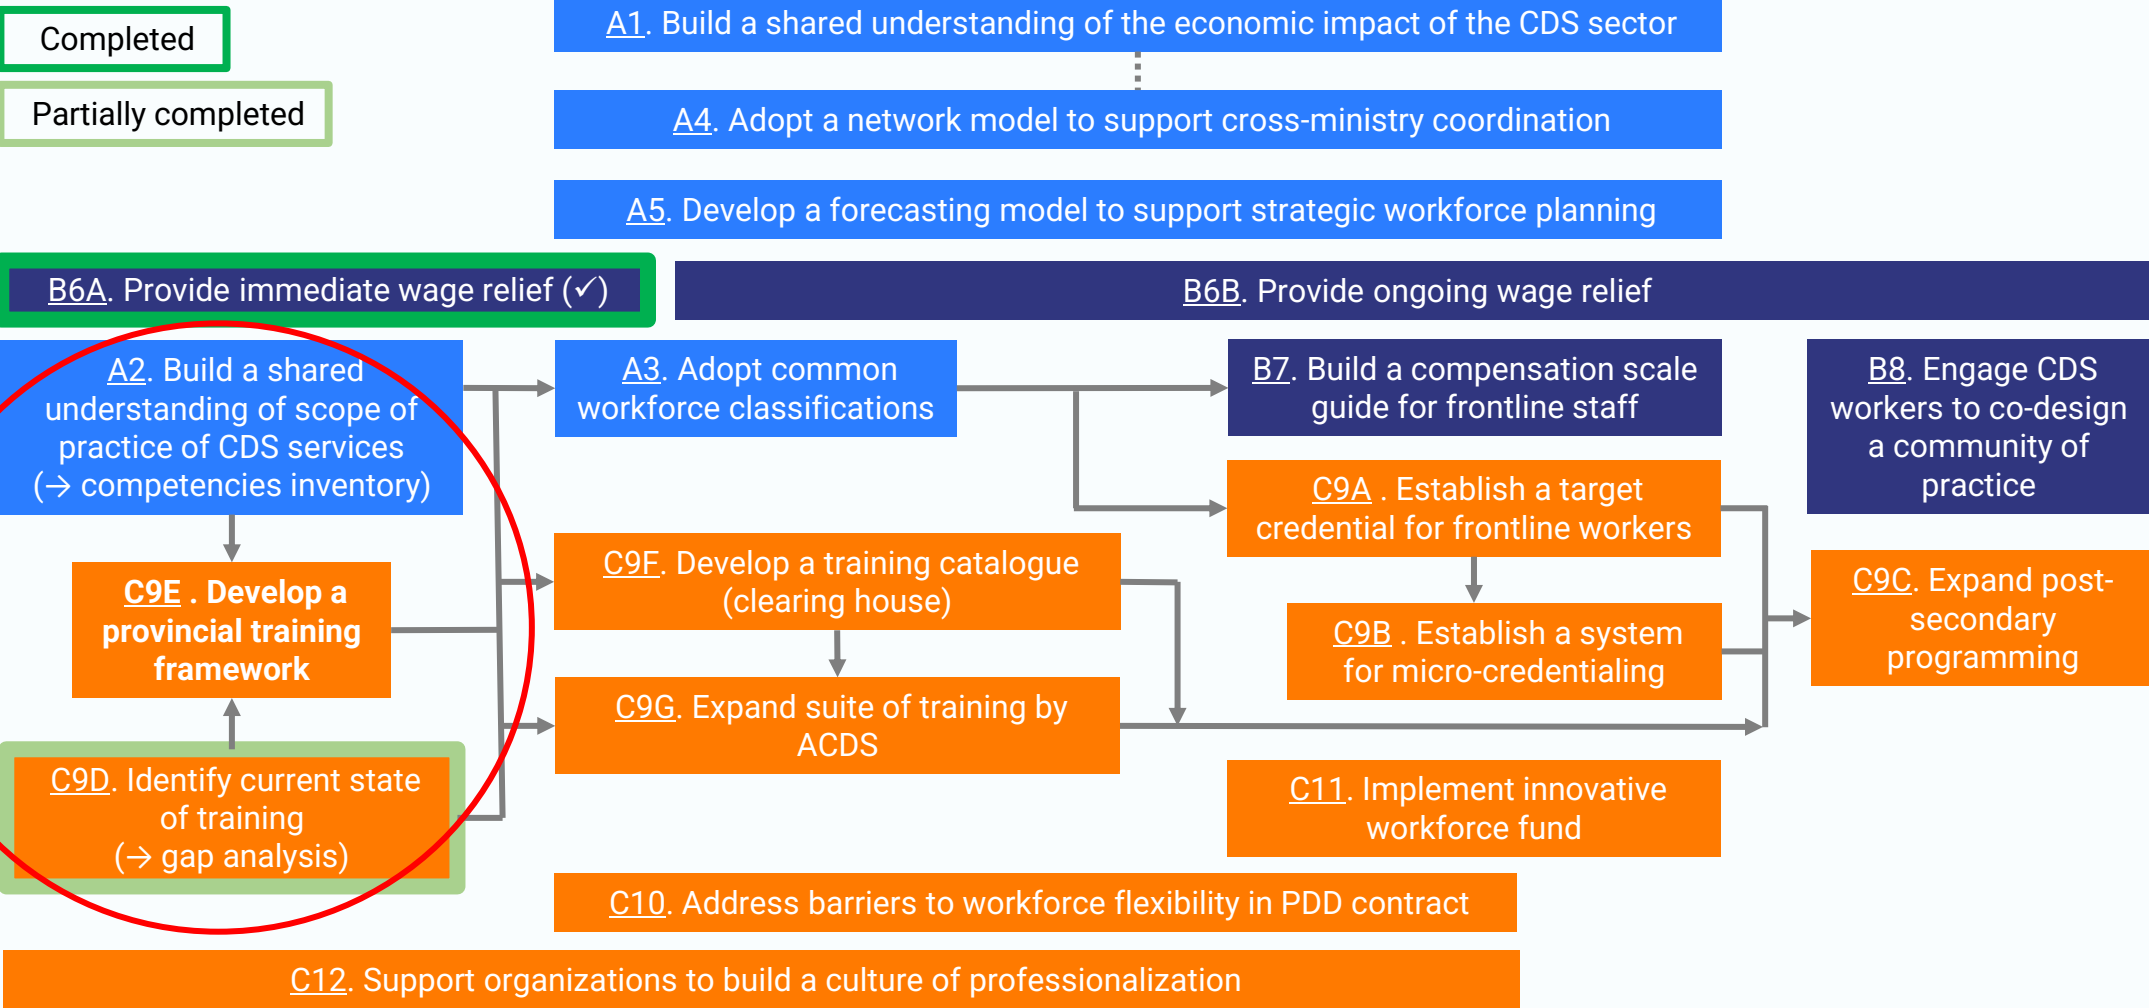 Completed
Partially completed
A1. Build a shared understanding of the economic impact of the CDS sector
A4. Adopt a network model to support cross-ministry coordination
A5. Develop a forecasting model to support strategic workforce planning
B6A. Provide immediate wage relief (✓)
B6B. Provide ongoing wage relief
A2. Build a shared
understanding of scope of
practice of CDS services
(→ competencies inventory)
A3. Adopt common
workforce classifications
B7. Build a compensation scale
guide for frontline staff
B8. Engage CDS
workers to co-design
a community of
practice
C9A . Establish a target
credential for frontline workers
C9E . Develop a
provincial training
framework
C9F. Develop a training catalogue
(clearing house)
C9B . Establish a system
for micro-credentialing
C9C. Expand post-
secondary
programming
C9G. Expand suite of training by
ACDS
C9D. Identify current state
of training
(→ gap analysis)
C11. Implement innovative
workforce fund
C10. Address barriers to workforce flexibility in PDD contract
C12. Support organizations to build a culture of professionalization